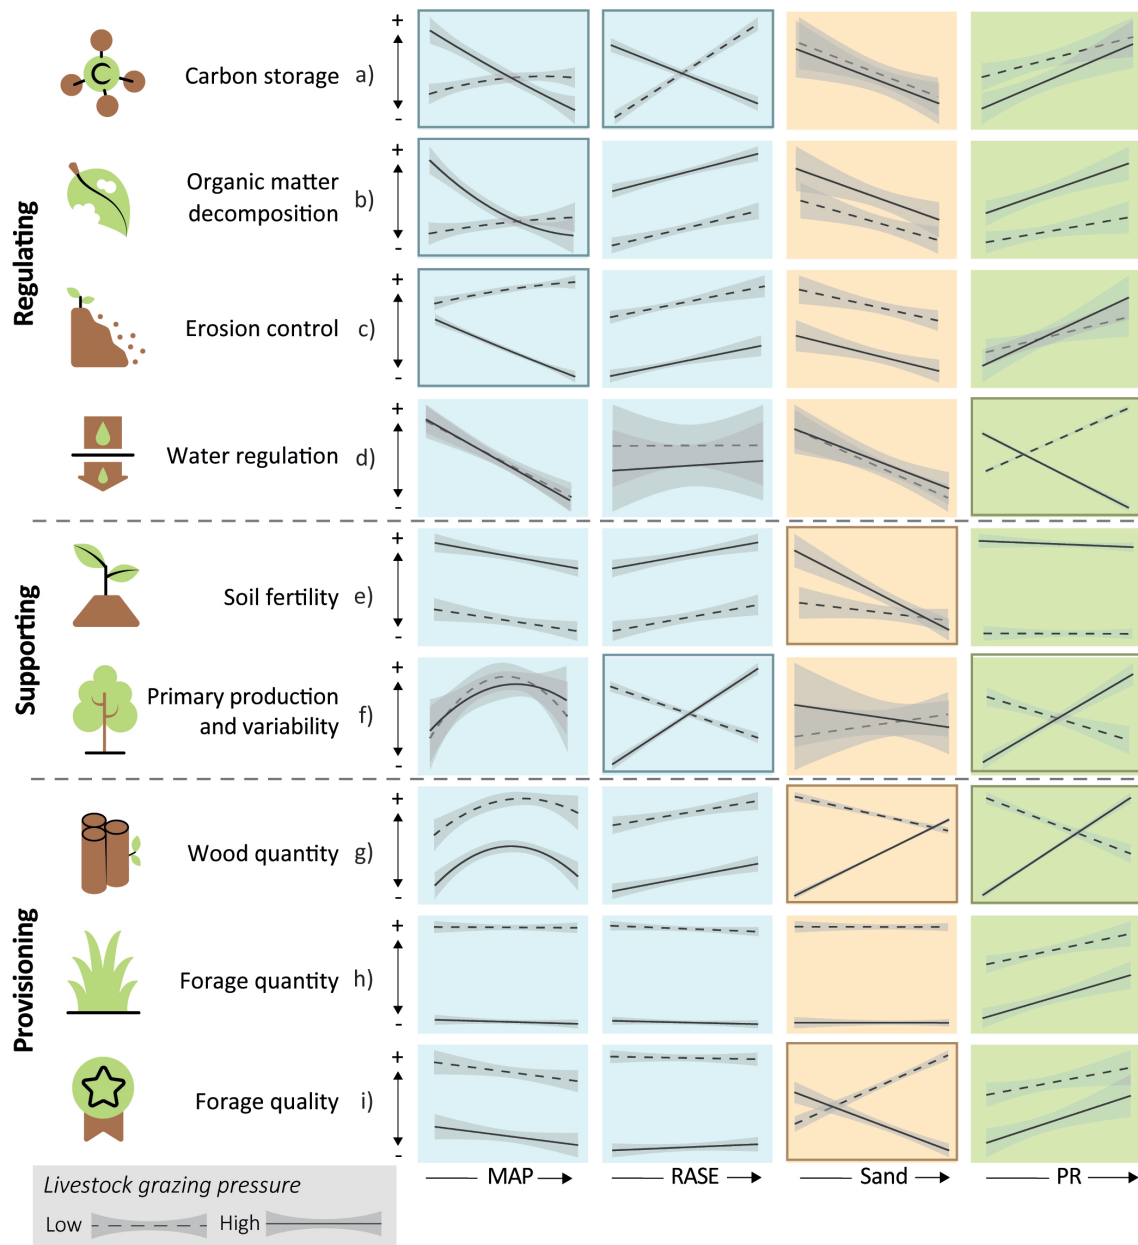 Regulating
Carbon storage a)
+
-
Organic matter
decomposition b)
+
-
Erosion control c)
+
-
Water regulation d)
+
-
Supporting
Soil fertility e)
+
-
Primary production
and variability f)
+
-
Provisioning
Wood quantity g)
+
-
Forage quantity h)
+
-
Forage quality i)
+
-
MAP RASE Sand PR
Livestock grazing pressure
Low High